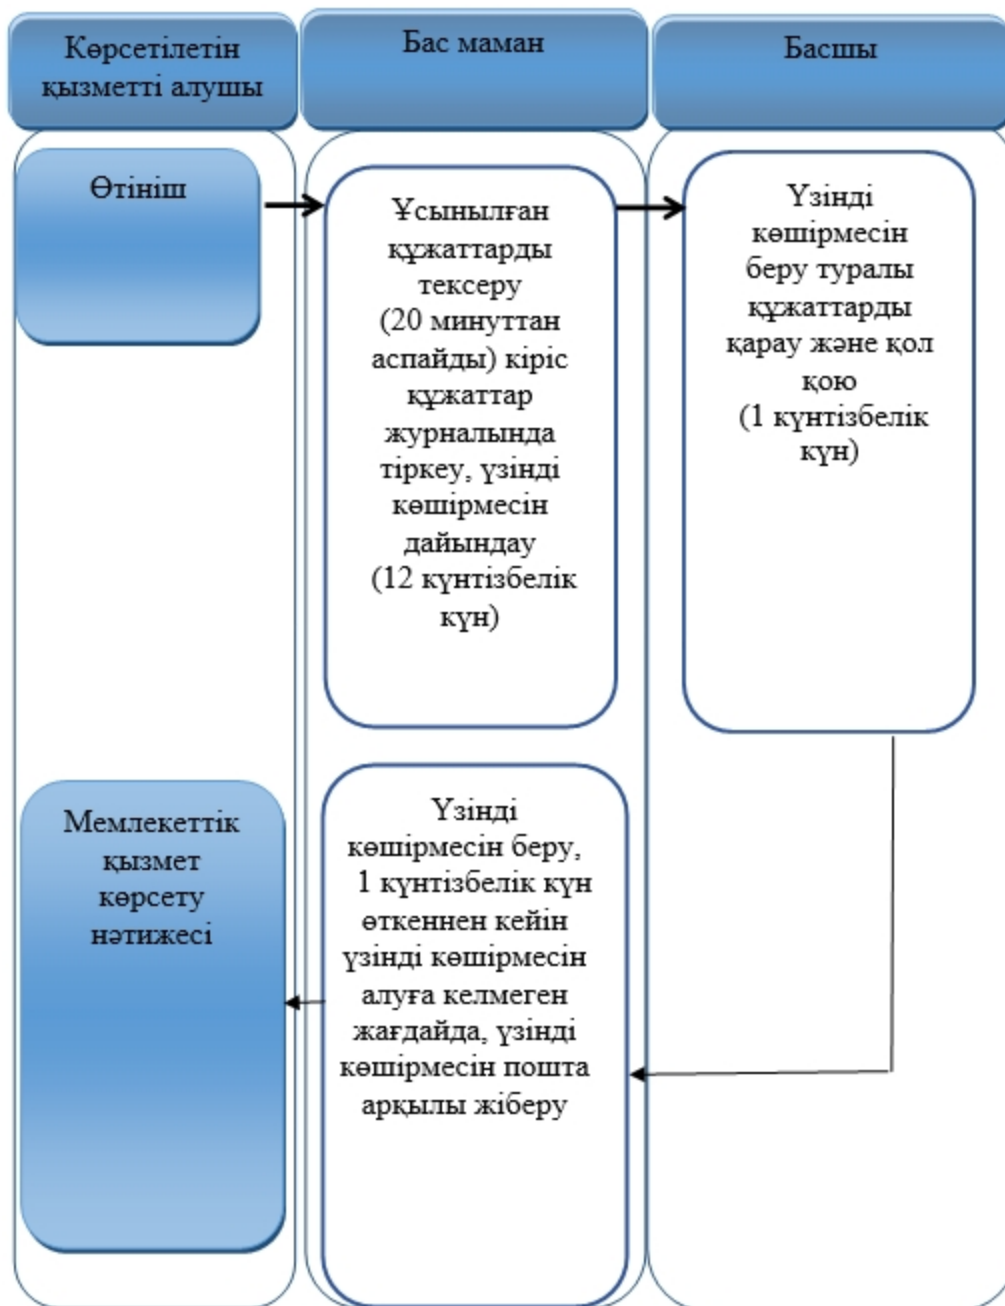 Көрсетілетін
қызметті алушы
Бас маман
Басшы
Өтініш
Ұсынылған
құжаттарды
тексеру
(20 минуттан
аспайды) кіріс
құжаттар
журналында
тіркеу, үзінді
көшірмесін
дайындау
(12 күнтізбелік
күн)
Үзінді
көшірмесін
беру туралы
құжаттарды
қарау және қол
қою
(1 күнтізбелік
күн)
Мемлекеттік
қызмет
көрсету
нәтижесі
Үзінді
көшірмесін беру,
1 күнтізбелік күн
өткеннен кейін
үзінді көшірмесін
алуға келмеген
жағдайда, үзінді
көшірмесін пошта
арқылы жіберу